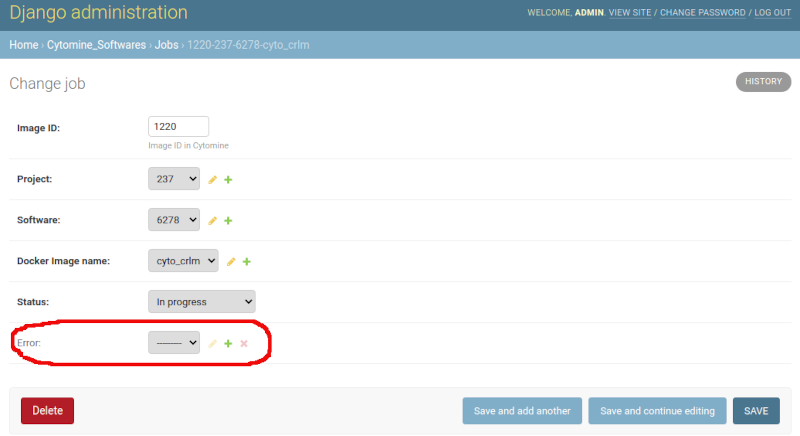 Django administration
WELCOME, ADMIN. VIEW SITE / CHANGE PASSWORD / LOG OUT
Home › Cytomine_Softwares › Jobs › 1220-237-6278-cyto_crlm
Change job
HISTORY
Image ID: 1220
Image ID in Cytomine
Project: 237
Software: 6278
Docker Image name: cyto_crlm
Status: In progress
Error: ---------
Delete Save and add another Save and continue editing SAVE